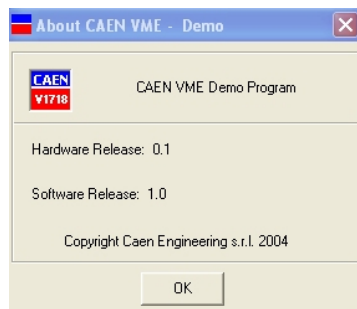 About CAEN VME - Demo
CAEN
V1718
CAEN VME Demo Program
Hardware Release: 0.1
Software Release: 1.0
Copyright Caen Engineering s.r.l. 2004
OK